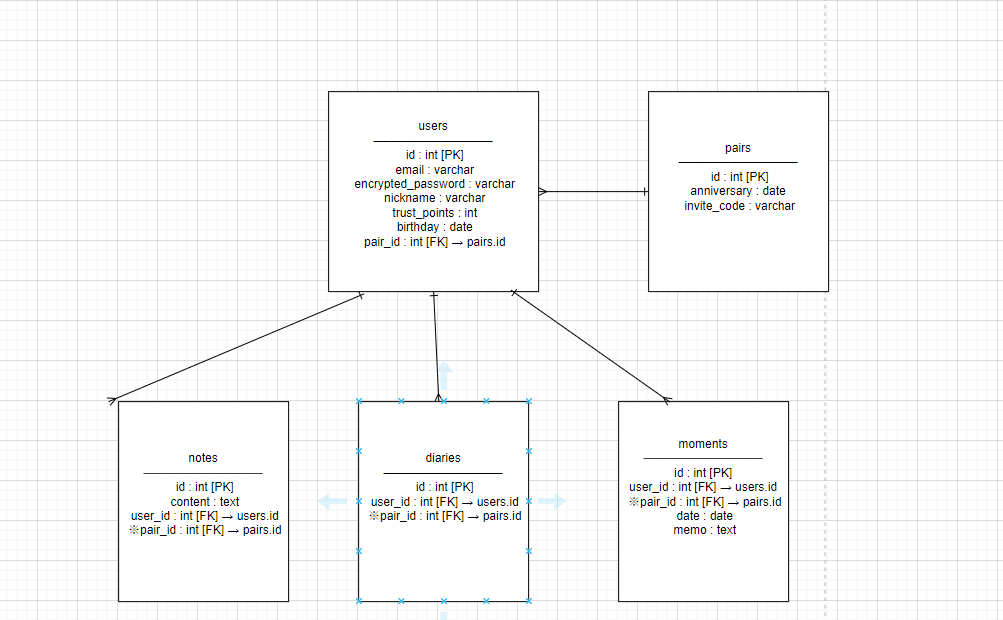 users
id : int [PK]
email : varchar
encrypted_password : varchar
nickname : varchar
trust_points : int
birthday : date
pair_id : int [FK] → pairs.id
pairs
id : int [PK]
anniversary : date
invite_code : varchar
notes
id : int [PK]
content : text
user_id : int [FK] → users.id
※pair_id : int [FK] → pairs.id
diaries
id : int [PK]
user_id : int [FK] → users.id
※pair_id : int [FK] → pairs.id
moments
id : int [PK]
user_id : int [FK] → users.id
※pair_id : int [FK] → pairs.id
date : date
memo : text